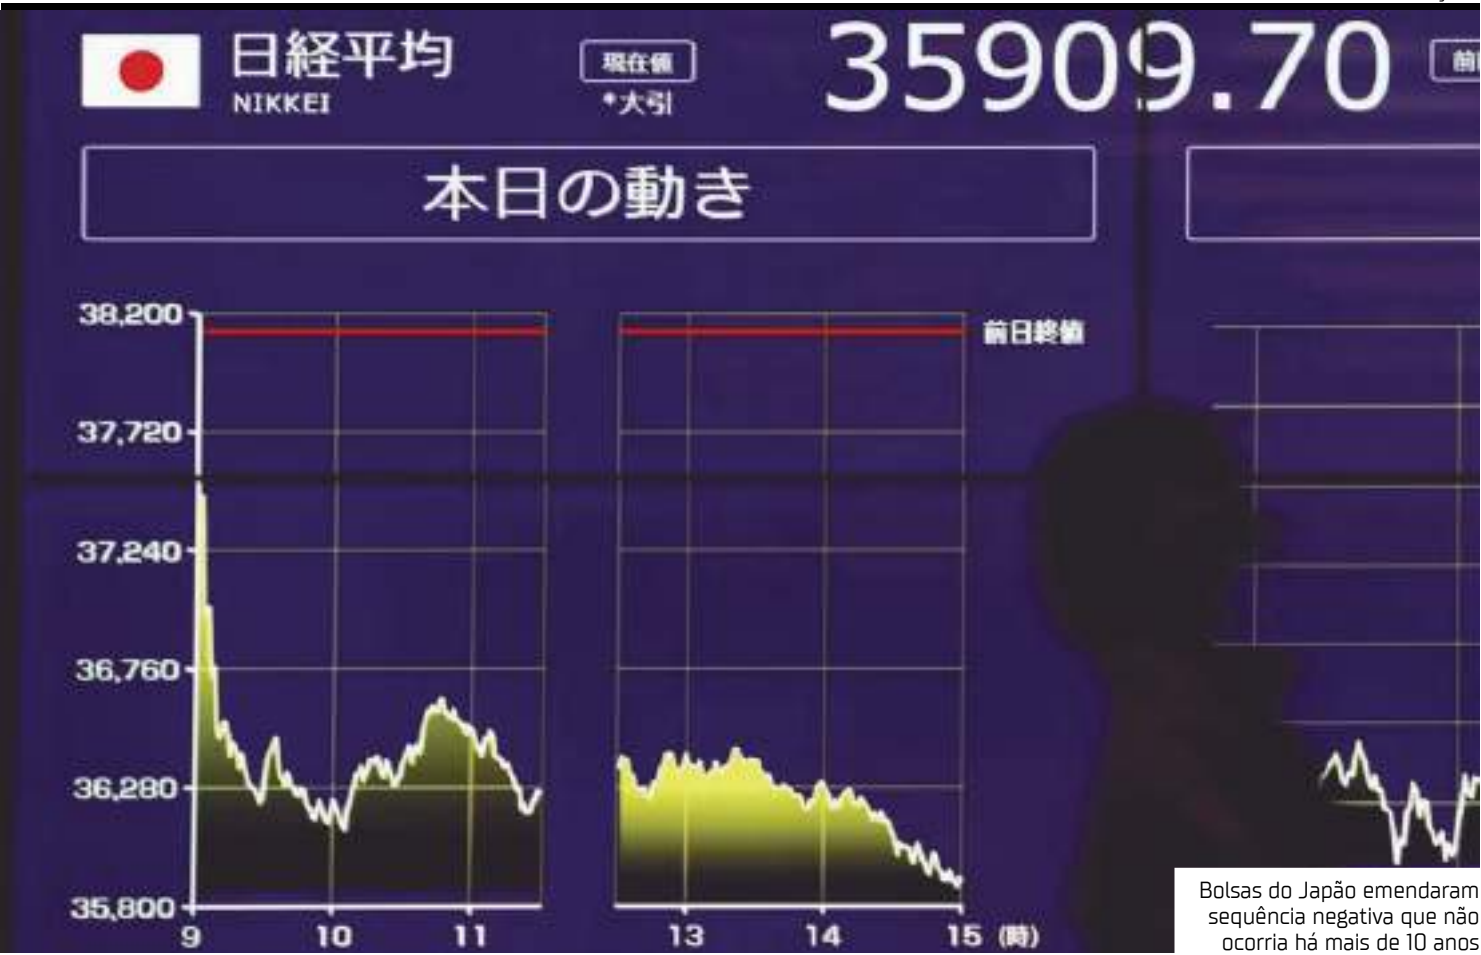 日経平均
NIKKEI
現在値
*大引
35909.70
本日の動き
38,200
前日終値
37,720
37,240
36,760
36,280
35,800
9 10 11 13 14 15 (時)
Bolsas do Japão emendaram
sequência negativa que não
ocorria há mais de 10 anos